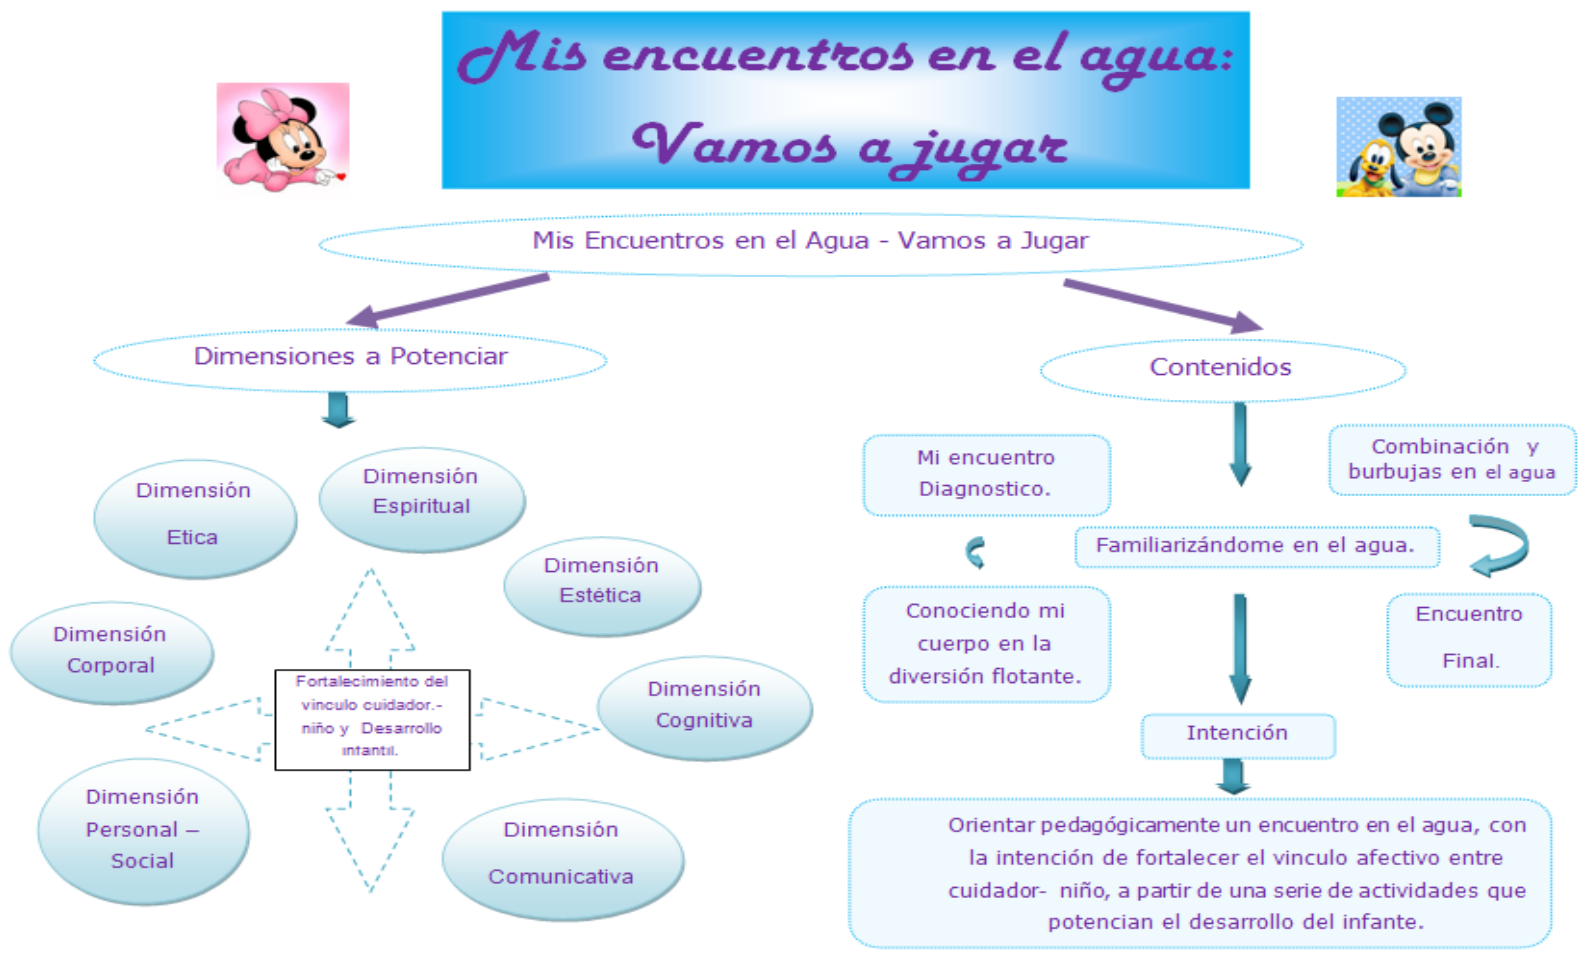 Mis encuentros en el agua:
Vamos a jugar
Mis Encuentros en el Agua - Vamos a Jugar
Dimensiones a Potenciar
Dimensión
Etica
Dimensión
Espiritual
Dimensión
Estética
Dimensión
Corporal
Fortalecimiento del
vinculo cuidador.-
niño y Desarrollo
infantil.
Dimensión
Cognitiva
Dimensión
Personal –
Social
Dimensión
Comunicativa
Contenidos
Mi encuentro
Diagnostico.
Combinación y
burbujas en el agua
Familiarizándome en el agua.
Conociendo mi
cuerpo en la
diversión flotante.
Encuentro
Final.
Intención
Orientar pedagógicamente un encuentro en el agua, con
la intención de fortalecer el vinculo afectivo entre
cuidador- niño, a partir de una serie de actividades que
potencian el desarrollo del infante.